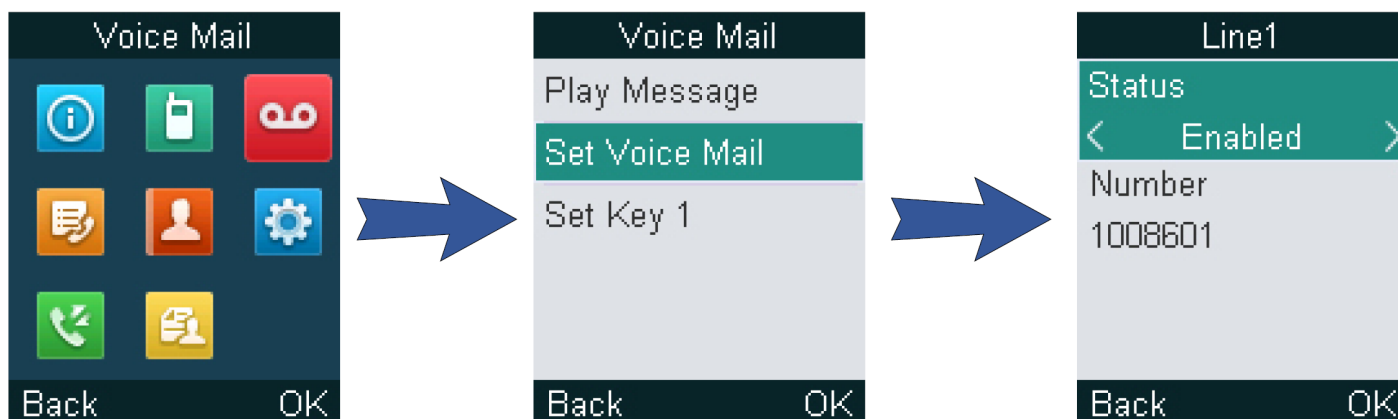 Voice Mail
Back OK
Voice Mail
Play Message
Set Voice Mail
Set Key 1
Back OK
Line1
Status
< Enabled >
Number
1008601
Back OK